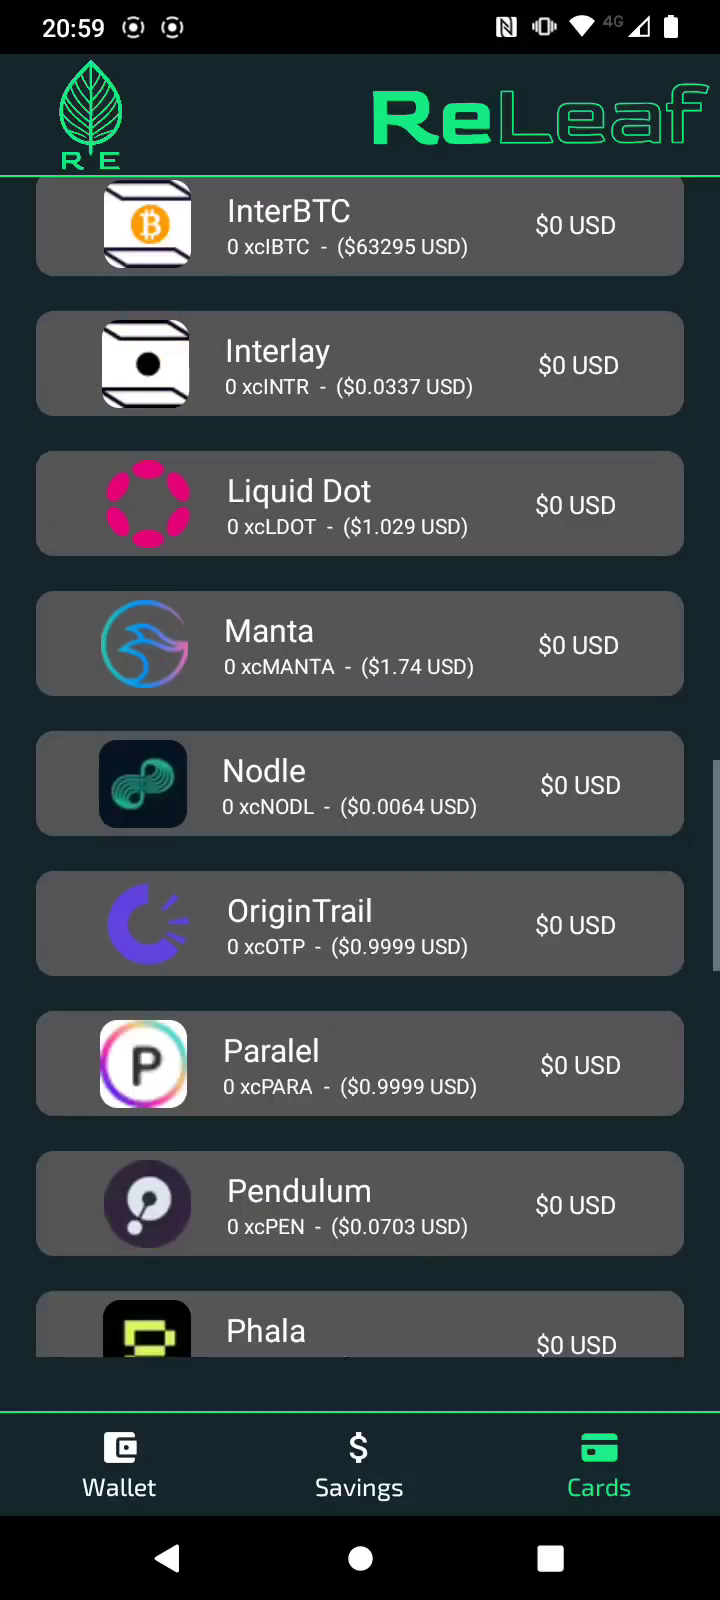 20:59
4G
R E
ReLeaf
InterBTC
0 xcIBTC - ($63295 USD)
$0 USD
Interlay
0 xcINTR - ($0.0337 USD)
$0 USD
Liquid Dot
0 xcLDOT - ($1.029 USD)
$0 USD
Manta
0 xcMANTA - ($1.74 USD)
$0 USD
Nodle
0 xcNODL - ($0.0064 USD)
$0 USD
OriginTrail
0 xcOTP - ($0.9999 USD)
$0 USD
P
Paralel
0 xcPARA - ($0.9999 USD)
$0 USD
Pendulum
0 xcPEN - ($0.0703 USD)
$0 USD
Phala
$0 USD
Wallet
Savings
Cards